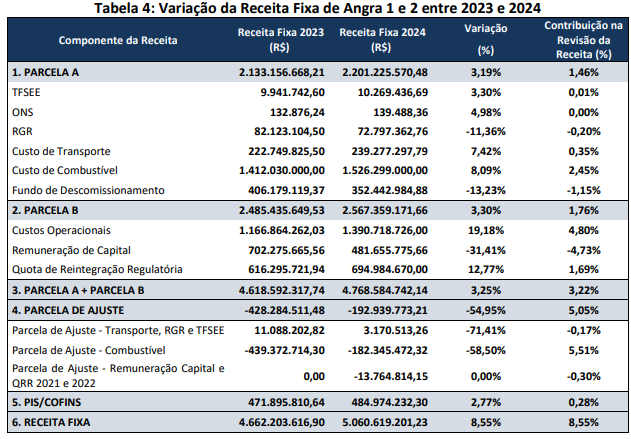 Tabela 4: Variação da Receita Fixa de Angra 1 e 2 entre 2023 e 2024
Componente da Receita Receita Fixa 2023 (R$) Receita Fixa 2024 (R$) Variação (%) Contribuição na Revisão da Receita (%)
1. PARCELA A 2.133.156.668,21 2.201.225.570,48 3,19% 1,46%
TFSEE 9.941.742,60 10.269.436,69 3,30% 0,01%
ONS 132.876,24 139.488,36 4,98% 0,00%
RGR 82.123.104,50 72.797.362,76 -11,36% -0,20%
Custo de Transporte 222.749.825,50 239.277.297,79 7,42% 0,35%
Custo de Combustível 1.412.030.000,00 1.526.299.000,00 8,09% 2,45%
Fundo de Descomissionamento 406.179.119,37 352.442.984,88 -13,23% -1,15%
2. PARCELA B 2.485.435.649,53 2.567.359.171,66 3,30% 1,76%
Custos Operacionais 1.166.864.262,03 1.390.718.726,00 19,18% 4,80%
Remuneração de Capital 702.275.665,56 481.655.775,66 -31,41% -4,73%
Quota de Reintegração Regulatória 616.295.721,94 694.984.670,00 12,77% 1,69%
3. PARCELA A + PARCELA B 4.618.592.317,74 4.768.584.742,14 3,25% 3,22%
4. PARCELA DE AJUSTE -428.284.511,48 -192.939.773,21 -54,95% 5,05%
Parcela de Ajuste - Transporte, RGR e TFSEE 11.088.202,82 3.170.513,26 -71,41% -0,17%
Parcela de Ajuste - Combustível -439.372.714,30 -182.345.472,32 -58,50% 5,51%
Parcela de Ajuste - Remuneração Capital e
QRR 2021 e 2022 0,00 -13.764.814,15 0,00% -0,30%
5. PIS/COFINS 471.895.810,64 484.974.232,30 2,77% 0,28%
6. RECEITA FIXA 4.662.203.616,90 5.060.619.201,23 8,55% 8,55%